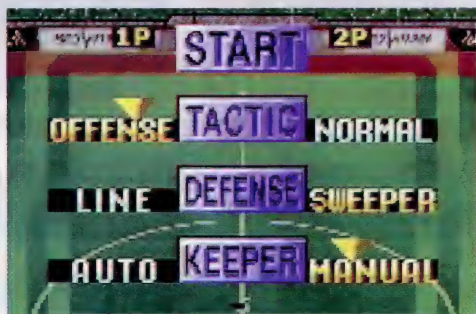 1P START 2P
OFFENSE TACTIC NORMAL
LINE DEFENSE SWEEPER
AUTO KEEPER MANUAL